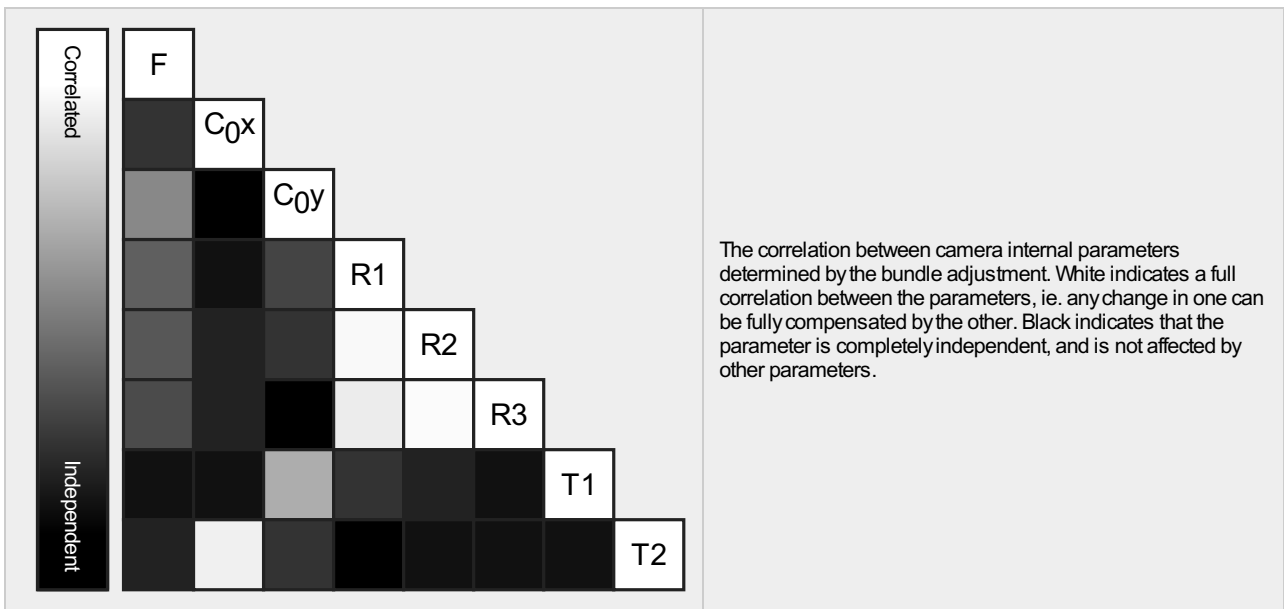 Correlated
Independent
F
C0x
C0y
R1
R2
R3
T1
T2
The correlation between camera internal parameters
determined by the bundle adjustment. White indicates a full
correlation between the parameters, ie. any change in one can
be fully compensated by the other. Black indicates that the
parameter is completely independent, and is not affected by
other parameters.